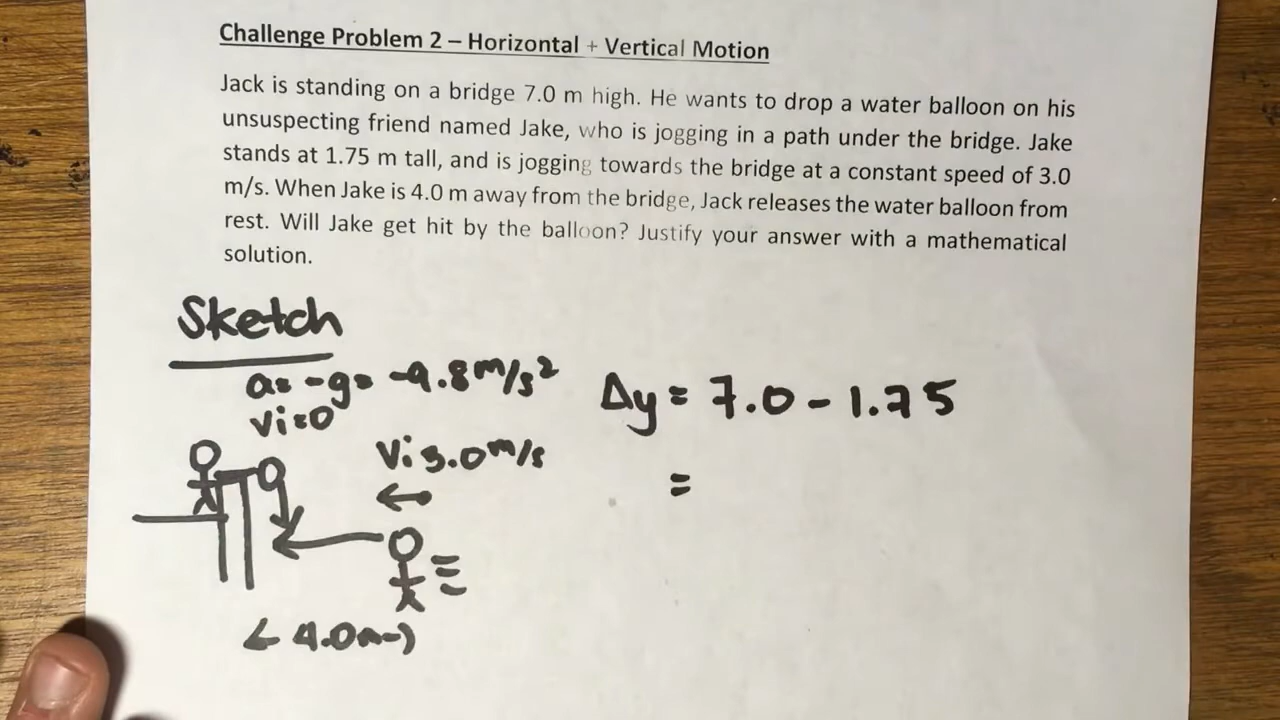 Challenge Problem 2 – Horizontal + Vertical Motion
Jack is standing on a bridge 7.0 m high. He wants to drop a water balloon on his
unsuspecting friend named Jake, who is jogging in a path under the bridge. Jake
stands at 1.75 m tall, and is jogging towards the bridge at a constant speed of 3.0
m/s. When Jake is 4.0 m away from the bridge, Jack releases the water balloon from
rest. Will Jake get hit by the balloon? Justify your answer with a mathematical
solution.
Sketch
a= -g= -9.8m/s²
Vi=0
Vi 3.0m/s
4.0m
Δy = 7.0 - 1.75
=